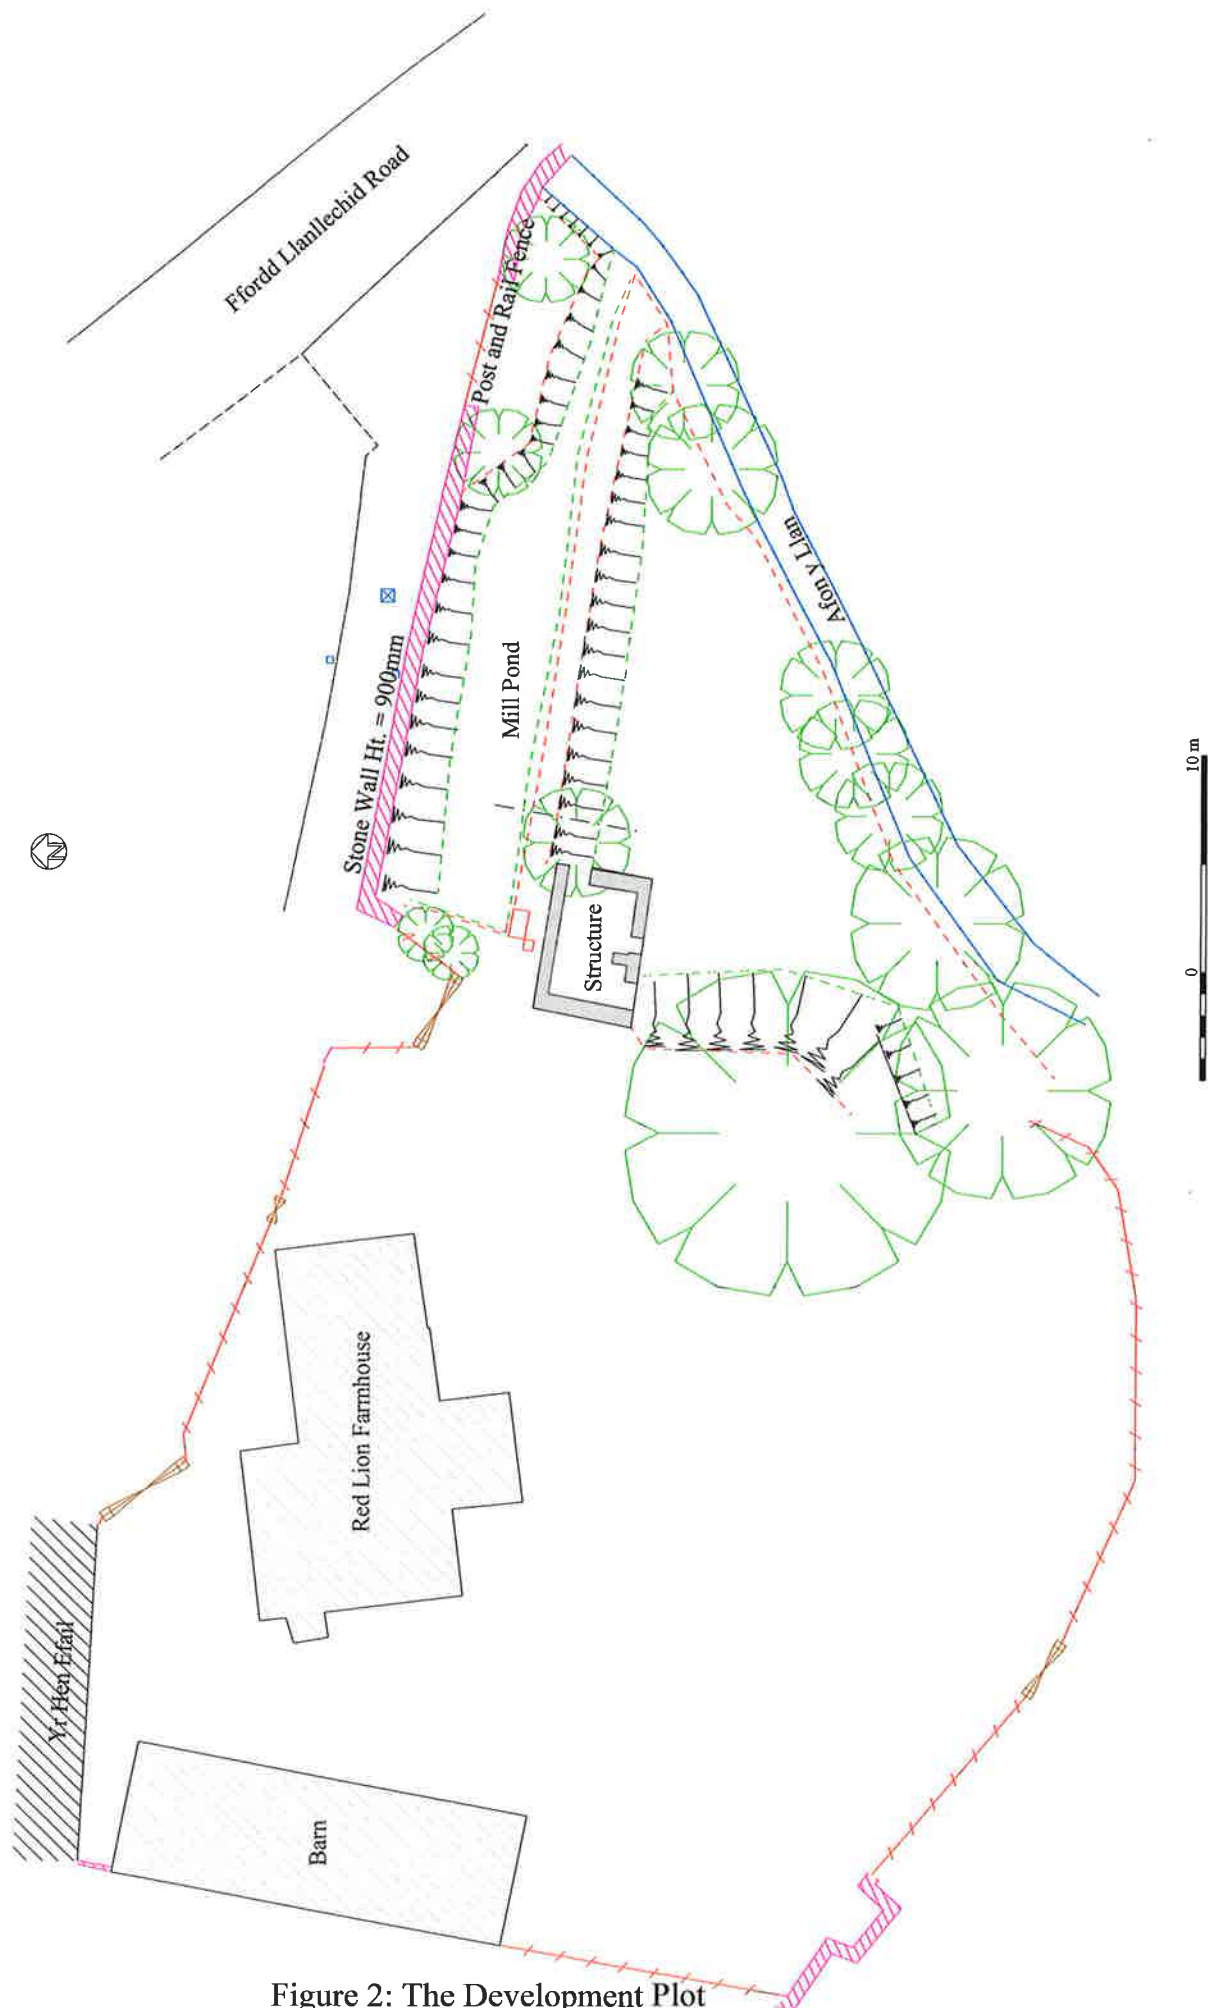 Ffordd Llanllechid Road
Post and Rail Fence
Stone Wall Ht. = 900mm
Mill Pond
Afon y Llan
Structure
N
10 m
0
Red Lion Farmhouse
Yr Hen Efail
Barn
Figure 2: The Development Plot